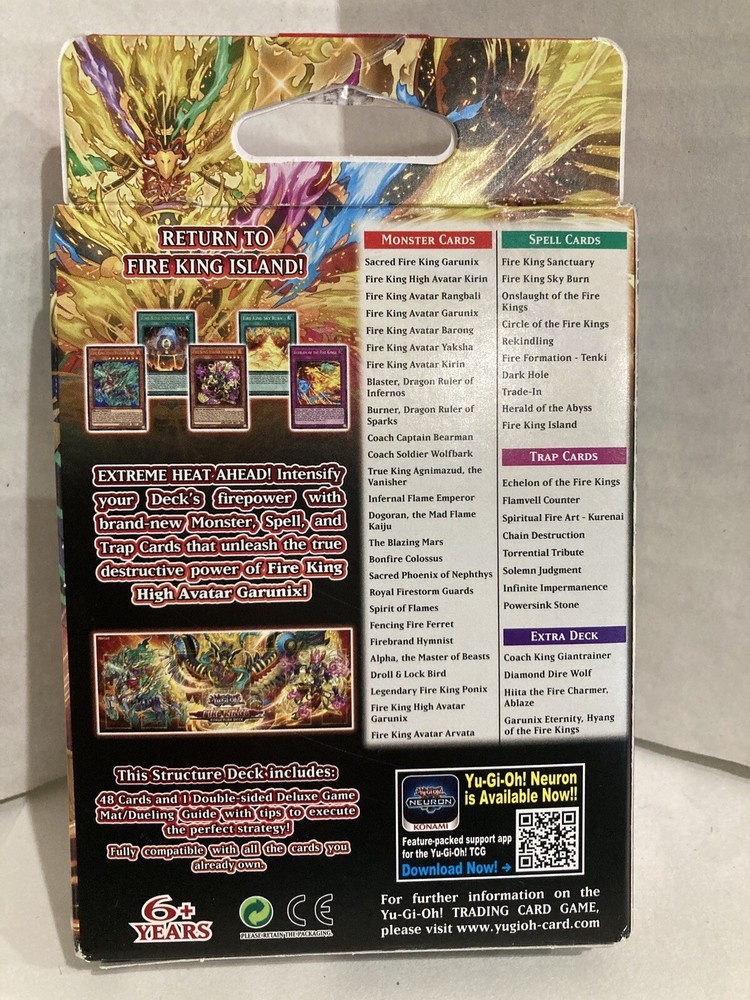 RETURN TO
FIRE KING ISLAND!
EXTREME HEAT AHEAD! Intensify
your Deck's firepower with
brand-new Monster, Spell, and
Trap Cards that unleash the true
destructive power of Fire King
High Avatar Garunix!
This Structure Deck includes:
48 Cards and 1 Double-sided Deluxe Game
Mat/Dueling Guide with tips to execute
the perfect strategy!
Fully compatible with all the cards you
already own.
6+
YEARS
PLEASE RETAIN THE PACKAGING.
CE
MONSTER CARDS
Sacred Fire King Garunix
Fire King High Avatar Kirin
Fire King Avatar Rangbali
Fire King Avatar Garunix
Fire King Avatar Barong
Fire King Avatar Yaksha
Fire King Avatar Kirin
Blaster, Dragon Ruler of
Infernos
Burner, Dragon Ruler of
Sparks
Coach Captain Bearman
Coach Soldier Wolfbark
True King Agnimazud, the
Vanisher
Infernal Flame Emperor
Dogoran, the Mad Flame
Kaiju
The Blazing Mars
Bonfire Colossus
Sacred Phoenix of Nephthys
Royal Firestorm Guards
Spirit of Flames
Fencing Fire Ferret
Firebrand Hymnist
Alpha, the Master of Beasts
Droll & Lock Bird
Legendary Fire King Ponix
Fire King High Avatar
Garunix
Fire King Avatar Arvata
SPELL CARDS
Fire King Sanctuary
Fire King Sky Burn
Onslaught of the Fire
Kings
Circle of the Fire Kings
Rekindling
Fire Formation - Tenki
Dark Hole
Trade-In
Herald of the Abyss
Fire King Island
TRAP CARDS
Echelon of the Fire Kings
Flamvell Counter
Spiritual Fire Art - Kurenai
Chain Destruction
Torrential Tribute
Solemn Judgment
Infinite Impermanence
Powersink Stone
EXTRA DECK
Coach King Giantrainer
Diamond Dire Wolf
Hiita the Fire Charmer,
Ablaze
Garunix Eternity, Hyang
of the Fire Kings
NEURON
KONAMI
Yu-Gi-Oh! Neuron
is Available Now!!
Feature-packed support app
for the Yu-Gi-Oh! TCG
Download Now! →
For further information on the
Yu-Gi-Oh! TRADING CARD GAME,
please visit www.yugioh-card.com